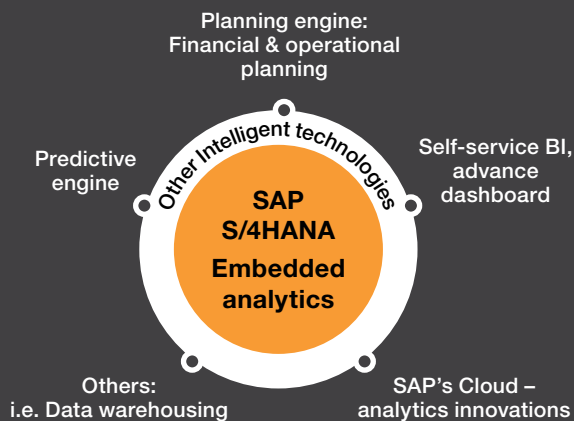 Planning engine:
Financial & operational
planning
Other Intelligent technologies
Predictive
engine
Self-service BI,
advance
dashboard
SAP
S/4HANA
Embedded
analytics
Others:
i.e. Data warehousing
SAP's Cloud –
analytics innovations